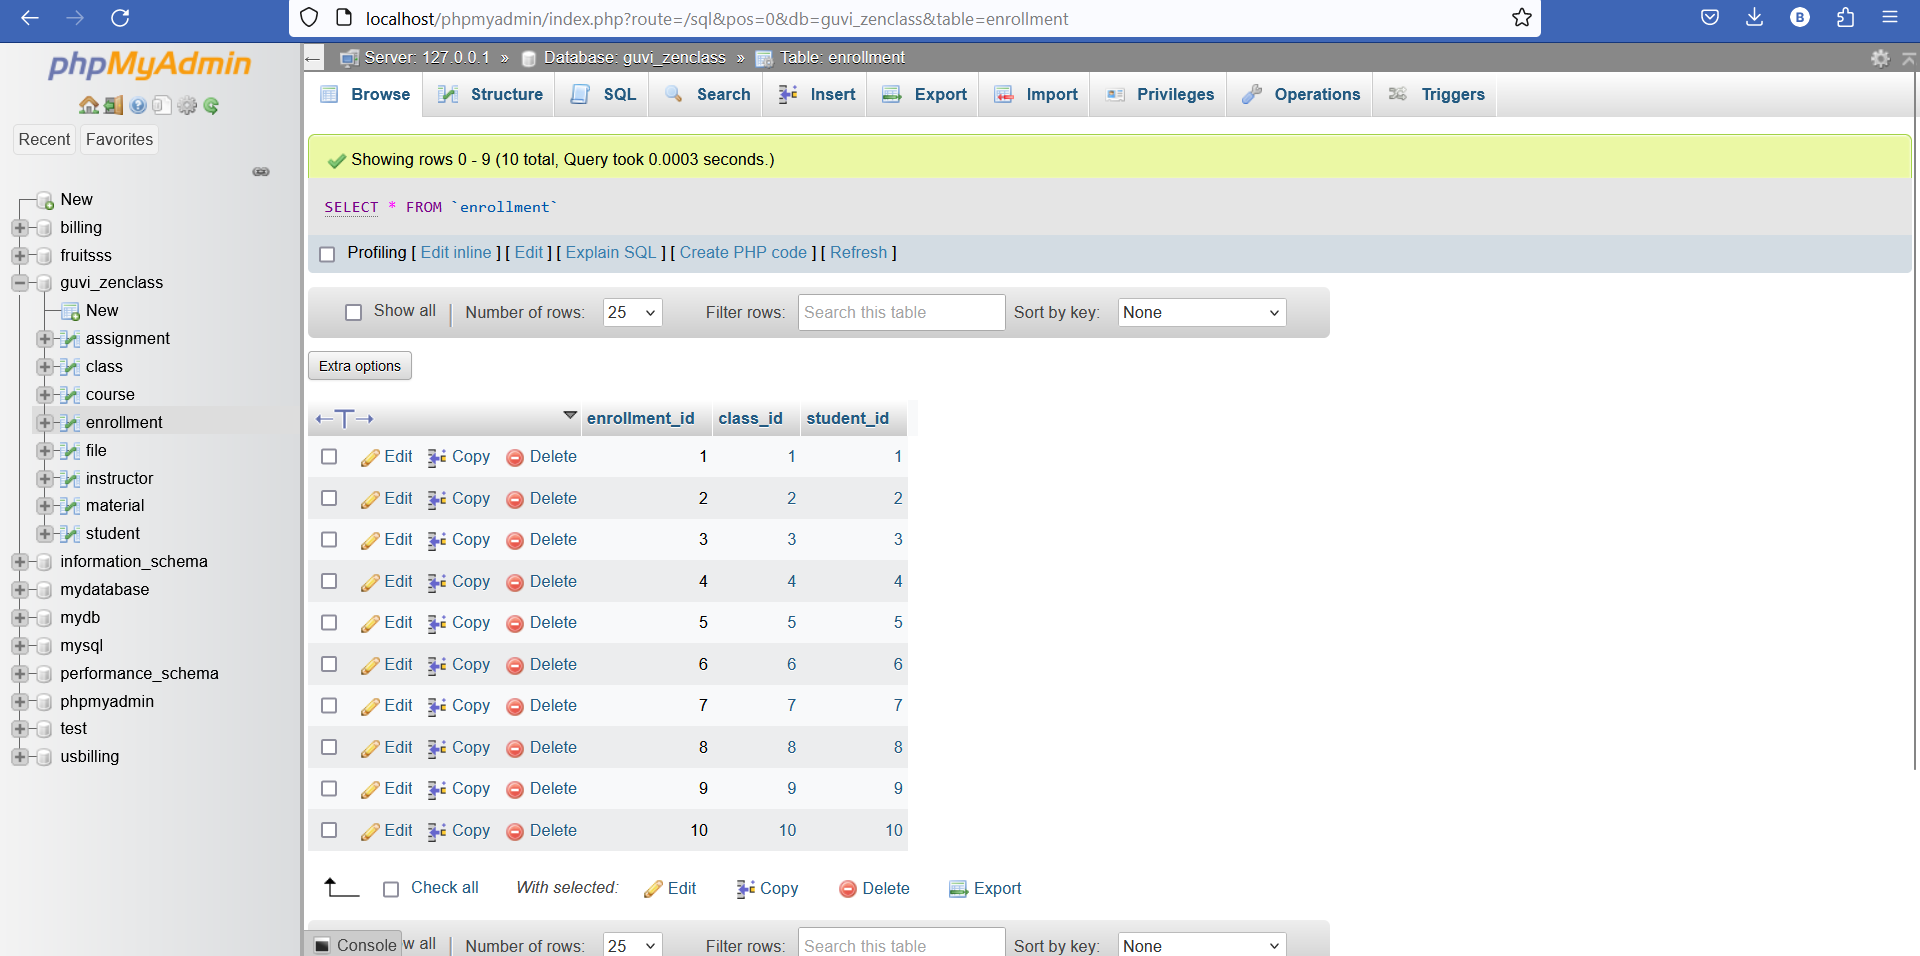 localhost/phpmyadmin/index.php?route=/sql&pos=0&db=guvi_zenclass&table=enrollment
B
phpMyAdmin
Recent Favorites
New
billing
fruitsss
guvi_zenclass
New
assignment
class
course
enrollment
file
instructor
material
student
information_schema
mydatabase
mydb
mysql
performance_schema
phpmyadmin
test
usbilling
Server: 127.0.0.1 » Database: guvi_zenclass » Table: enrollment
Browse Structure SQL Search Insert Export Import Privileges Operations Triggers
Showing rows 0 - 9 (10 total, Query took 0.0003 seconds.)
SELECT * FROM `enrollment`
Profiling [ Edit inline ] [ Edit ] [ Explain SQL ] [ Create PHP code ] [ Refresh ]
Show all Number of rows: 25 Filter rows: Search this table Sort by key: None
Extra options
enrollment_id class_id student_id
Edit Copy Delete 1 1 1
Edit Copy Delete 2 2 2
Edit Copy Delete 3 3 3
Edit Copy Delete 4 4 4
Edit Copy Delete 5 5 5
Edit Copy Delete 6 6 6
Edit Copy Delete 7 7 7
Edit Copy Delete 8 8 8
Edit Copy Delete 9 9 9
Edit Copy Delete 10 10 10
Check all With selected: Edit Copy Delete Export
Console w all Number of rows: 25 Filter rows: Search this table Sort by key: None